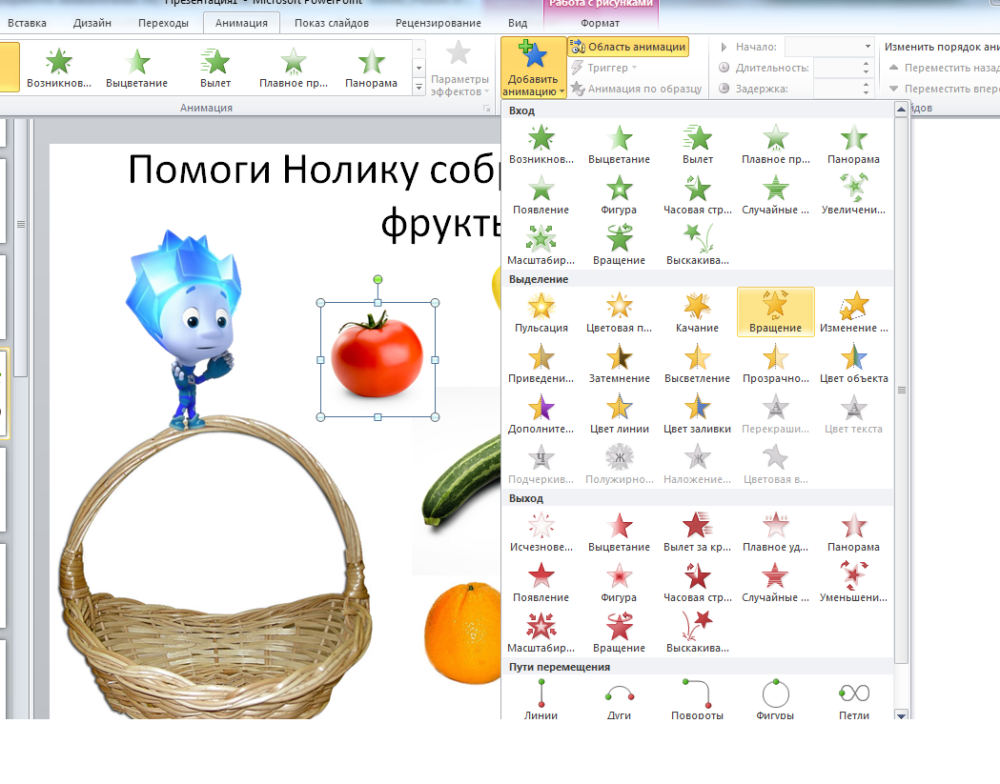 Презентация1 - Microsoft PowerPoint
Работа с рисунками
Вставка Дизайн Переходы Анимация Показ слайдов Рецензирование Вид Формат
Возникнов... Выцветание Вылет Плавное пр... Панорама
Параметры эффектов
Добавить анимацию
Область анимации
Триггер
Анимация по образцу
Начало:
Длительность:
Задержка:
Изменить порядок ани
Переместить назад
Переместить впере
Анимация
йдов
Помоги Нолику соб
фрукты
Вход
Возникнов... Выцветание Вылет Плавное пр... Панорама
Появление Фигура Часовая стр... Случайные ... Увеличени...
Масштабир... Вращение Выскакива...
Выделение
Пульсация Цветовая п... Качание Вращение Изменение ...
Приведени... Затемнение Высветление Прозрачно... Цвет объекта
Дополните... Цвет линии Цвет заливки Перекраши... Цвет текста
Подчеркив... Полужирно... Наложение... Цветовая в...
Выход
Исчезнове... Выцветание Вылет за кр... Плавное уд... Панорама
Появление Фигура Часовая стр... Случайные ... Уменьшени...
Масштабир... Вращение Выскакива...
Пути перемещения
Линии Дуги Повороты Фигуры Петли